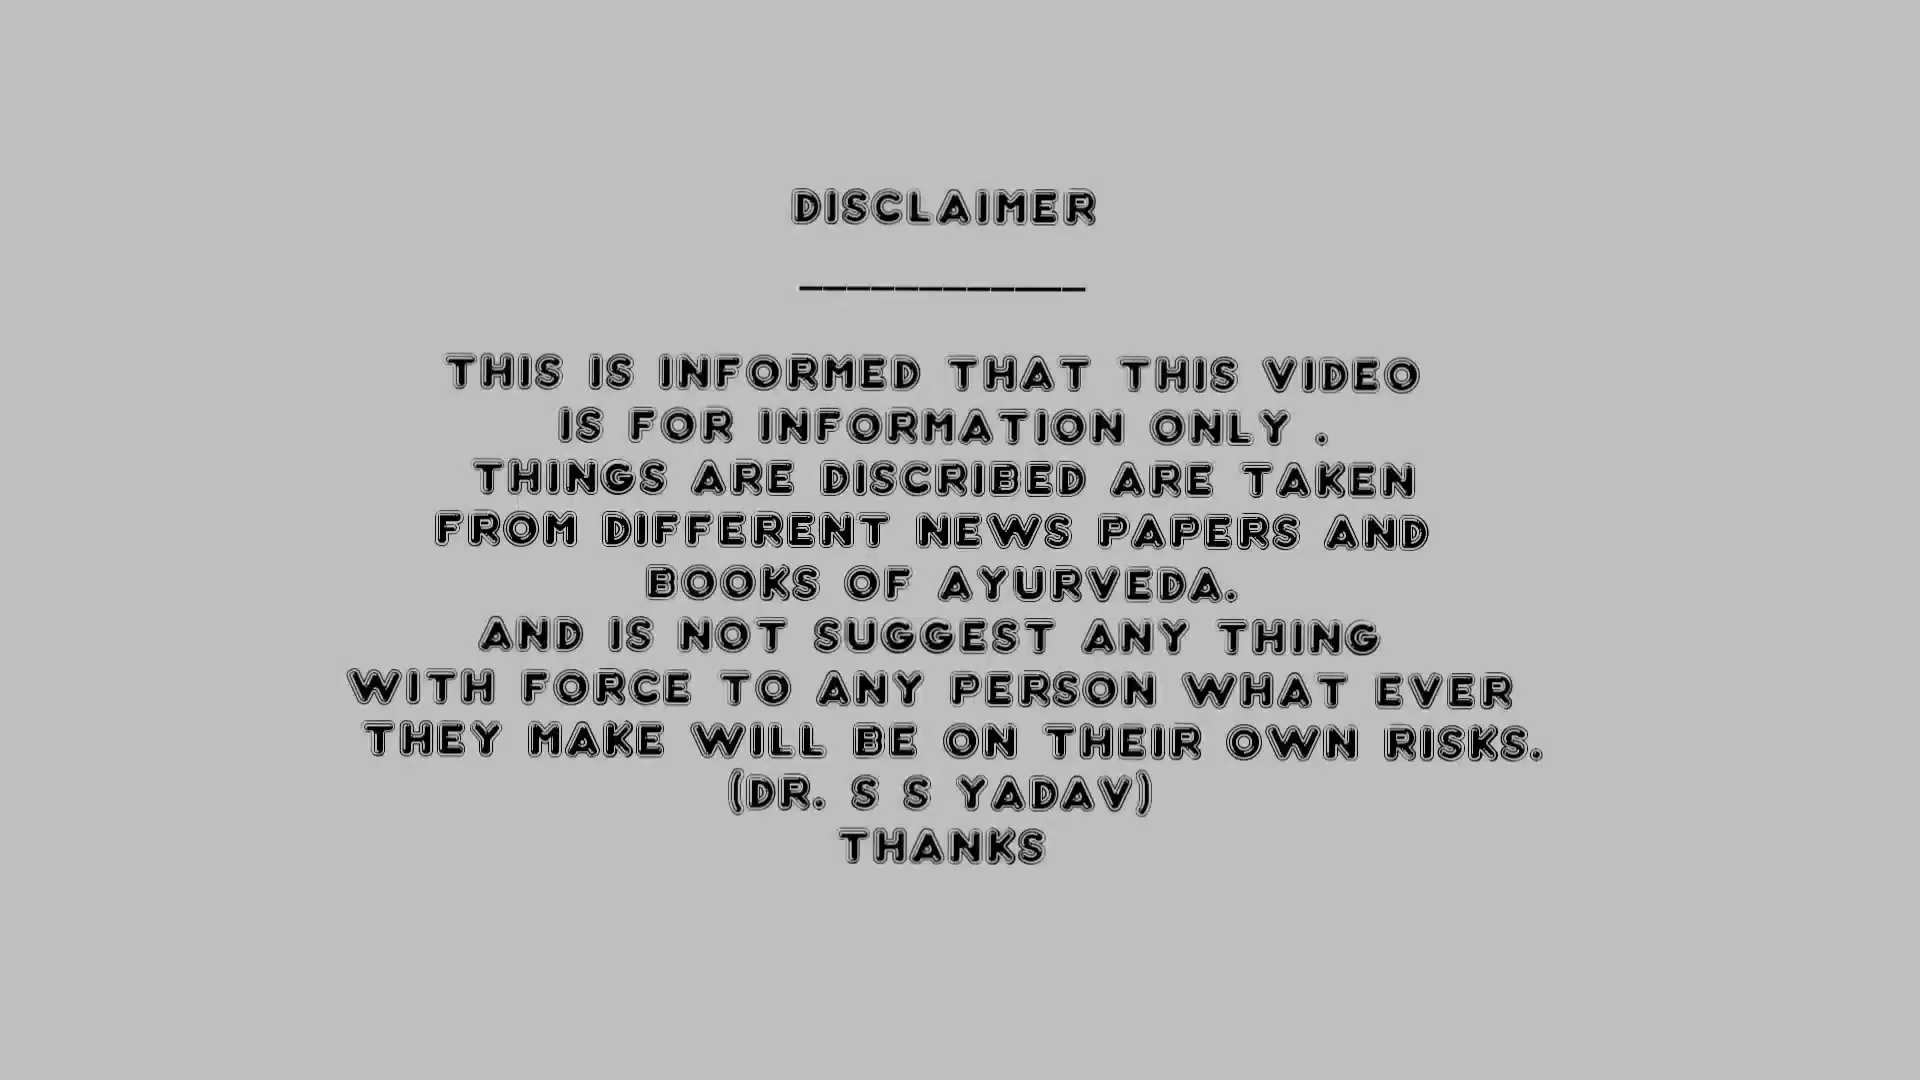 DISCLAIMER
____________
THIS IS INFORMED THAT THIS VIDEO
IS FOR INFORMATION ONLY .
THINGS ARE DISCRIBED ARE TAKEN
FROM DIFFERENT NEWS PAPERS AND
BOOKS OF AYURVEDA.
AND IS NOT SUGGEST ANY THING
WITH FORCE TO ANY PERSON WHAT EVER
THEY MAKE WILL BE ON THEIR OWN RISKS.
(DR. S S YADAV)
THANKS